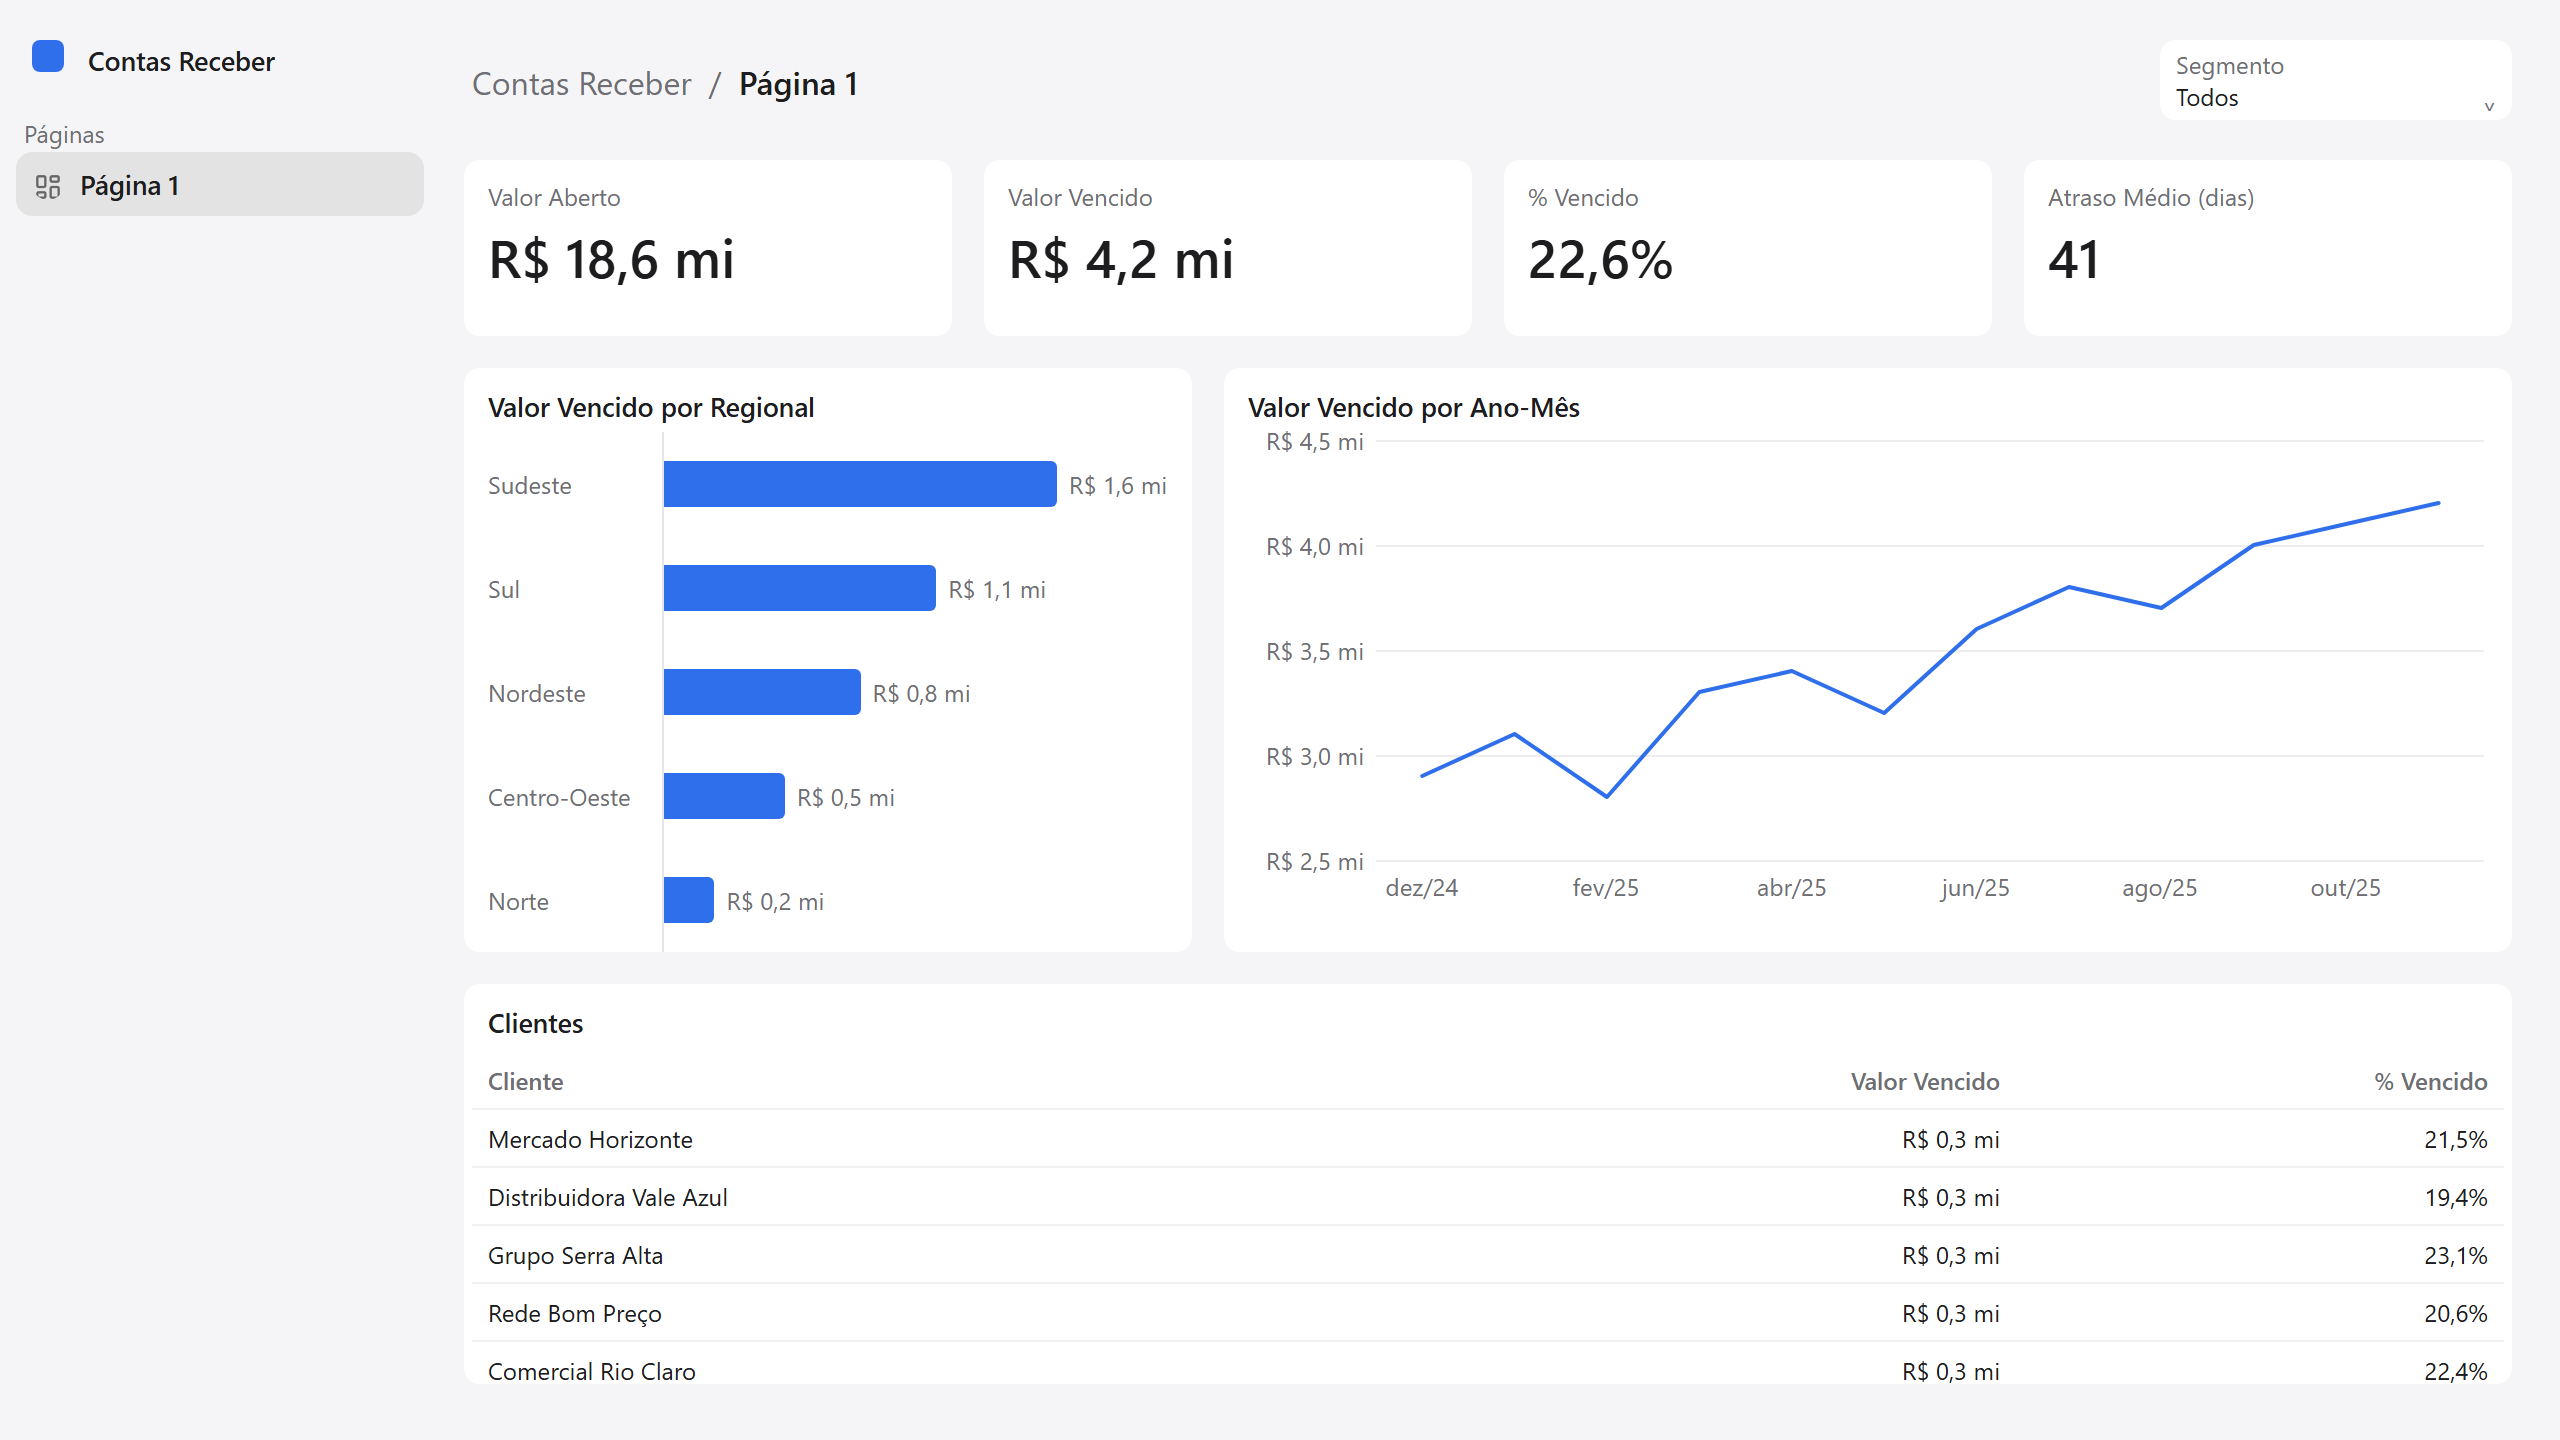 Contas Receber
Páginas
Página 1
Contas Receber / Página 1
Segmento
Todos
Valor Aberto
R$ 18,6 mi
Valor Vencido
R$ 4,2 mi
% Vencido
22,6%
Atraso Médio (dias)
41
Valor Vencido por Regional
Sudeste R$ 1,6 mi
Sul R$ 1,1 mi
Nordeste R$ 0,8 mi
Centro-Oeste R$ 0,5 mi
Norte R$ 0,2 mi
Valor Vencido por Ano-Mês
R$ 4,5 mi
R$ 4,0 mi
R$ 3,5 mi
R$ 3,0 mi
R$ 2,5 mi
dez/24 fev/25 abr/25 jun/25 ago/25 out/25
Clientes
Cliente Valor Vencido % Vencido
Mercado Horizonte R$ 0,3 mi 21,5%
Distribuidora Vale Azul R$ 0,3 mi 19,4%
Grupo Serra Alta R$ 0,3 mi 23,1%
Rede Bom Preço R$ 0,3 mi 20,6%
Comercial Rio Claro R$ 0,3 mi 22,4%